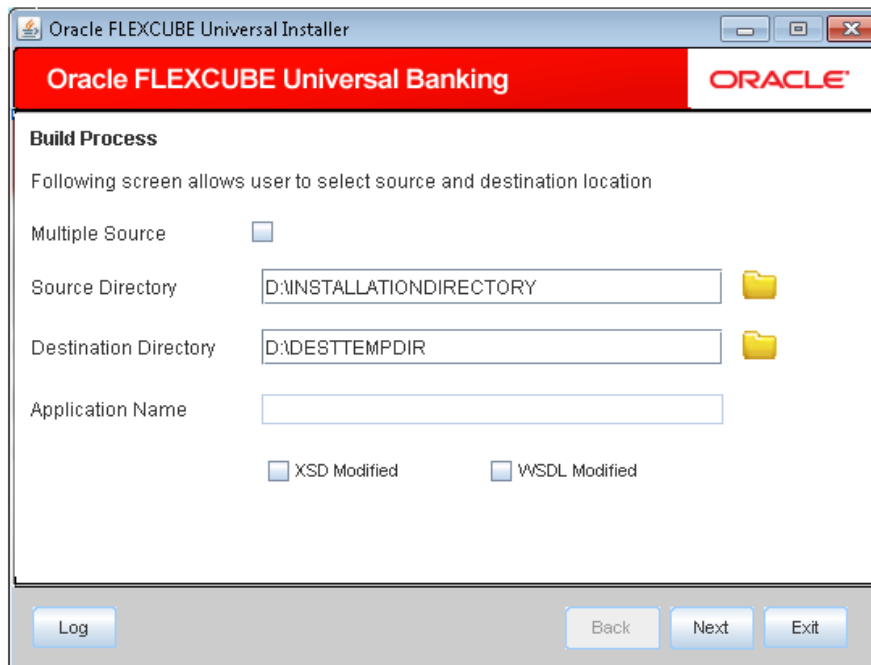 Oracle FLEXCUBE Universal Installer
Oracle FLEXCUBE Universal Banking
ORACLE
Build Process
Following screen allows user to select source and destination location
Multiple Source
Source Directory D:\INSTALLATIONDIRECTORY
Destination Directory D:\DESTTEMPDIR
Application Name
XSD Modified WSDL Modified
Log Back Next Exit